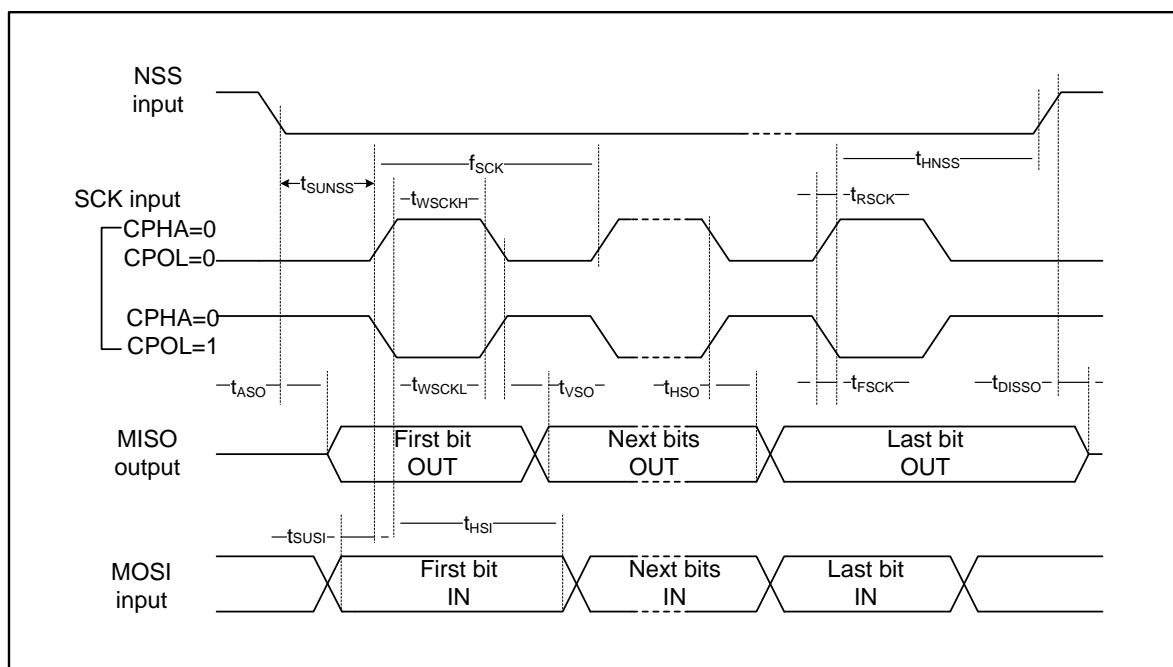 NSS
input
fSCK
tHNSS
tSUNSS
SCK input
tWSCKH
tRSCK
CPHA=0
CPOL=0
CPHA=0
CPOL=1
tASO
tWSCKL
tVSO
tHSO
tFSCK
tDISSO
MISO
output
First bit
OUT
Next bits
OUT
Last bit
OUT
tSUSI
tHSI
MOSI
input
First bit
IN
Next bits
IN
Last bit
IN